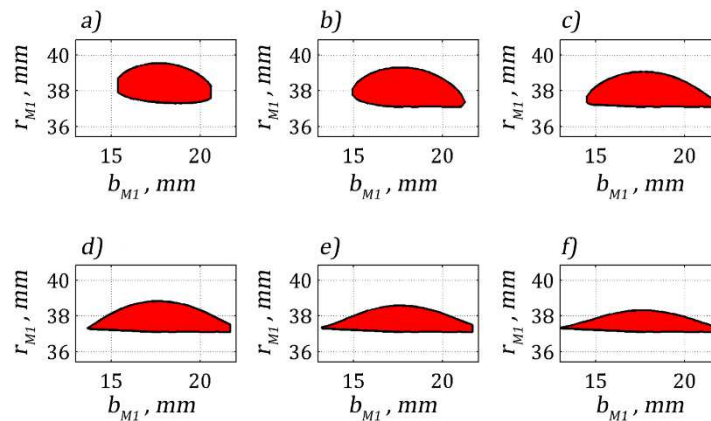 a) b) c)
r_M1 , mm r_M1 , mm r_M1 , mm
40 40 40
38 38 38
36 36 36
15 20 15 20 15 20
b_M1 , mm b_M1 , mm b_M1 , mm
d) e) f)
r_M1 , mm r_M1 , mm r_M1 , mm
40 40 40
38 38 38
36 36 36
15 20 15 20 15 20
b_M1 , mm b_M1 , mm b_M1 , mm